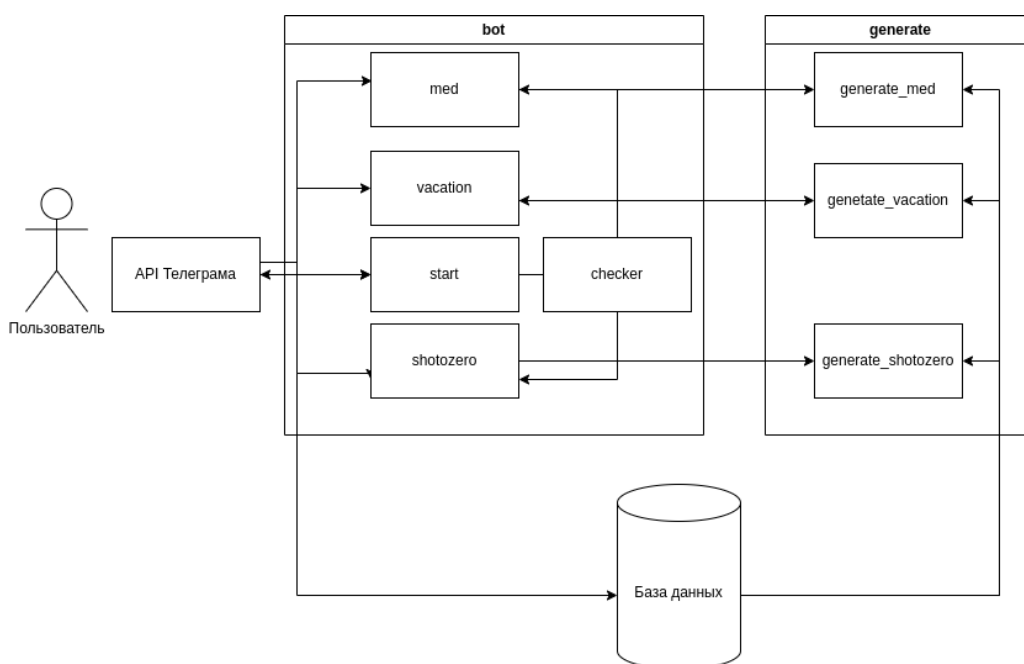 bot
generate
med
generate_med
vacation
genetate_vacation
API Телеграма
start
checker
Пользователь
shotozero
generate_shotozero
База данных